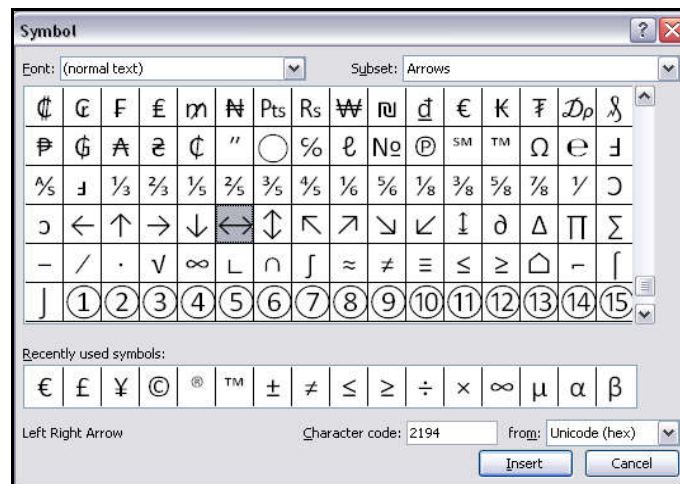 Symbol
Font: (normal text) Subset: Arrows
₡ ₢ ₣ ₤ ₥ ₦ Pts Rs ₩ ₪ ₫ € ₭ ₮ ₯ ₰
₱ ₲ ₳ ₴ ₵ ″ ◯ ℅ ℓ № ℗ ℠ ™ Ω ℮ Ⅎ
⅍ ⅎ ⅓ ⅔ ⅕ ⅖ ⅗ ⅘ ⅙ ⅚ ⅛ ⅜ ⅝ ⅞ ⅟ Ↄ
ↄ ← ↑ → ↓ ↔ ↕ ↖ ↗ ↘ ↙ ↨ ∂ ∆ ∏ ∑
− ∕ ∙ √ ∞ ∟ ∩ ∫ ≈ ≠ ≡ ≤ ≥ ⌂ ⌐ ⌠
⌡ ① ② ③ ④ ⑤ ⑥ ⑦ ⑧ ⑨ ⑩ ⑪ ⑫ ⑬ ⑭ ⑮
Recently used symbols:
€ £ ¥ © ® ™ ± ≠ ≤ ≥ ÷ × ∞ µ α β
Left Right Arrow Character code: 2194 from: Unicode (hex)
Insert Cancel